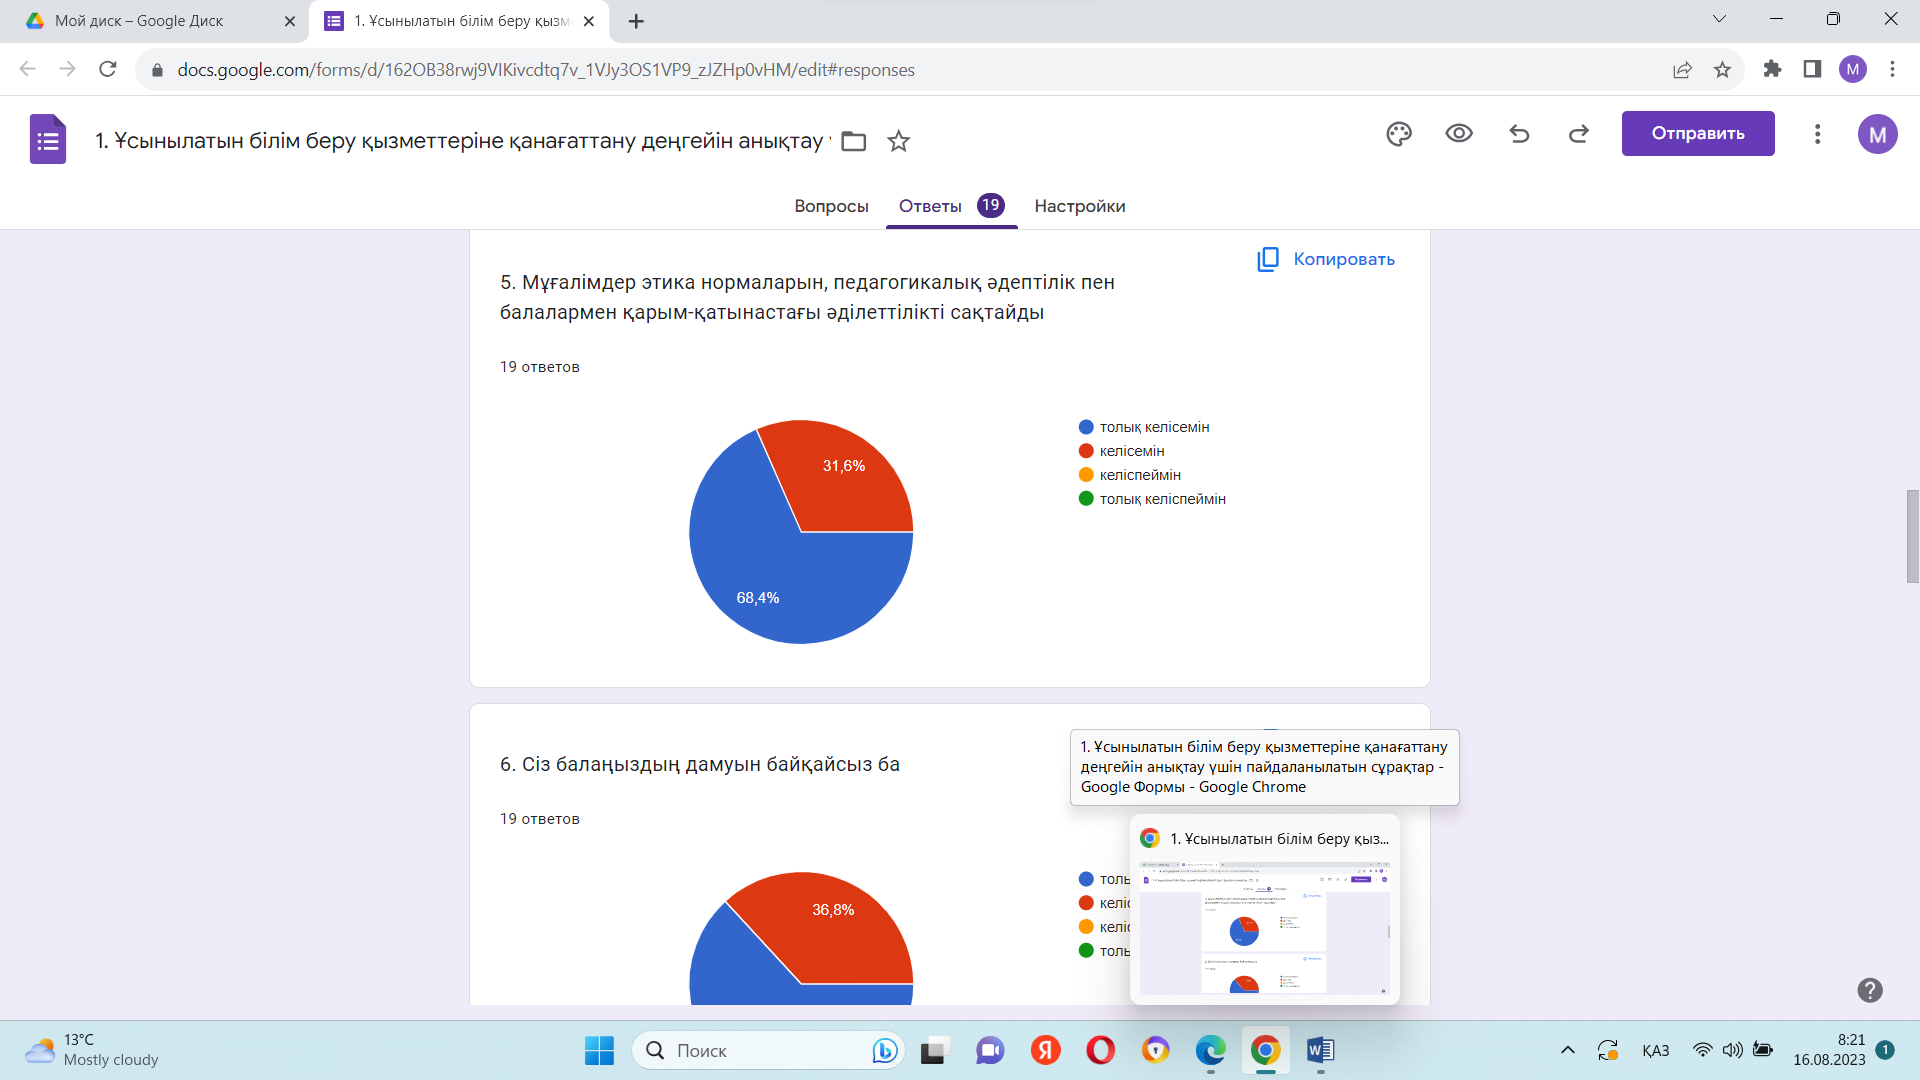 Мой диск – Google Диск
1. Ұсынылатын білім беру қызм
docs.google.com/forms/d/162OB38rwj9VIKivcdtq7v_1VJy3OS1VP9_zJZHp0vHM/edit#responses
M
1. Ұсынылатын білім беру қызметтеріне қанағаттану деңгейін анықтау
Отправить
M
Вопросы
Ответы 19
Настройки
Копировать
5. Мұғалімдер этика нормаларын, педагогикалық әдептілік пен
балалармен қарым-қатынастағы әділеттілікті сақтайды
19 ответов
толық келісемін
келісемін
келіспеймін
толық келіспеймін
31,6%
68,4%
6. Сіз балаңыздың дамуын байқайсыз ба
19 ответов
36,8%
1. Ұсынылатын білім беру қызметтеріне қанағаттану
деңгейін анықтау үшін пайдаланылатын сұрақтар -
Google Формы - Google Chrome
1. Ұсынылатын білім беру қыз...
13°C
Mostly cloudy
Поиск
ҚАЗ
8:21
16.08.2023
1